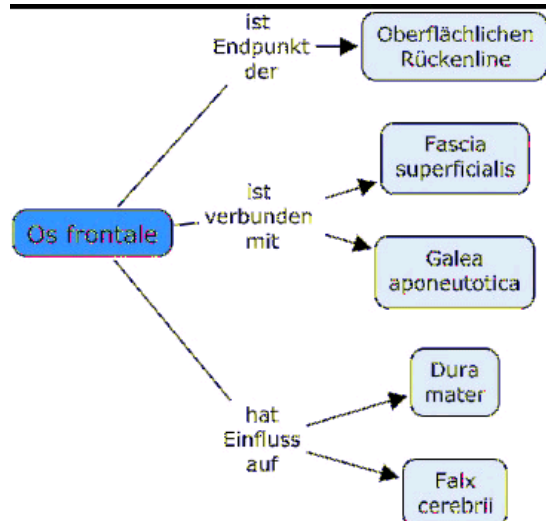 ist
Endpunkt
der
Oberflächlichen
Rückenline
Os frontale
ist
verbunden
mit
Fascia
superficialis
Galea
aponeutotica
hat
Einfluss
auf
Dura
mater
Falx
cerebrii